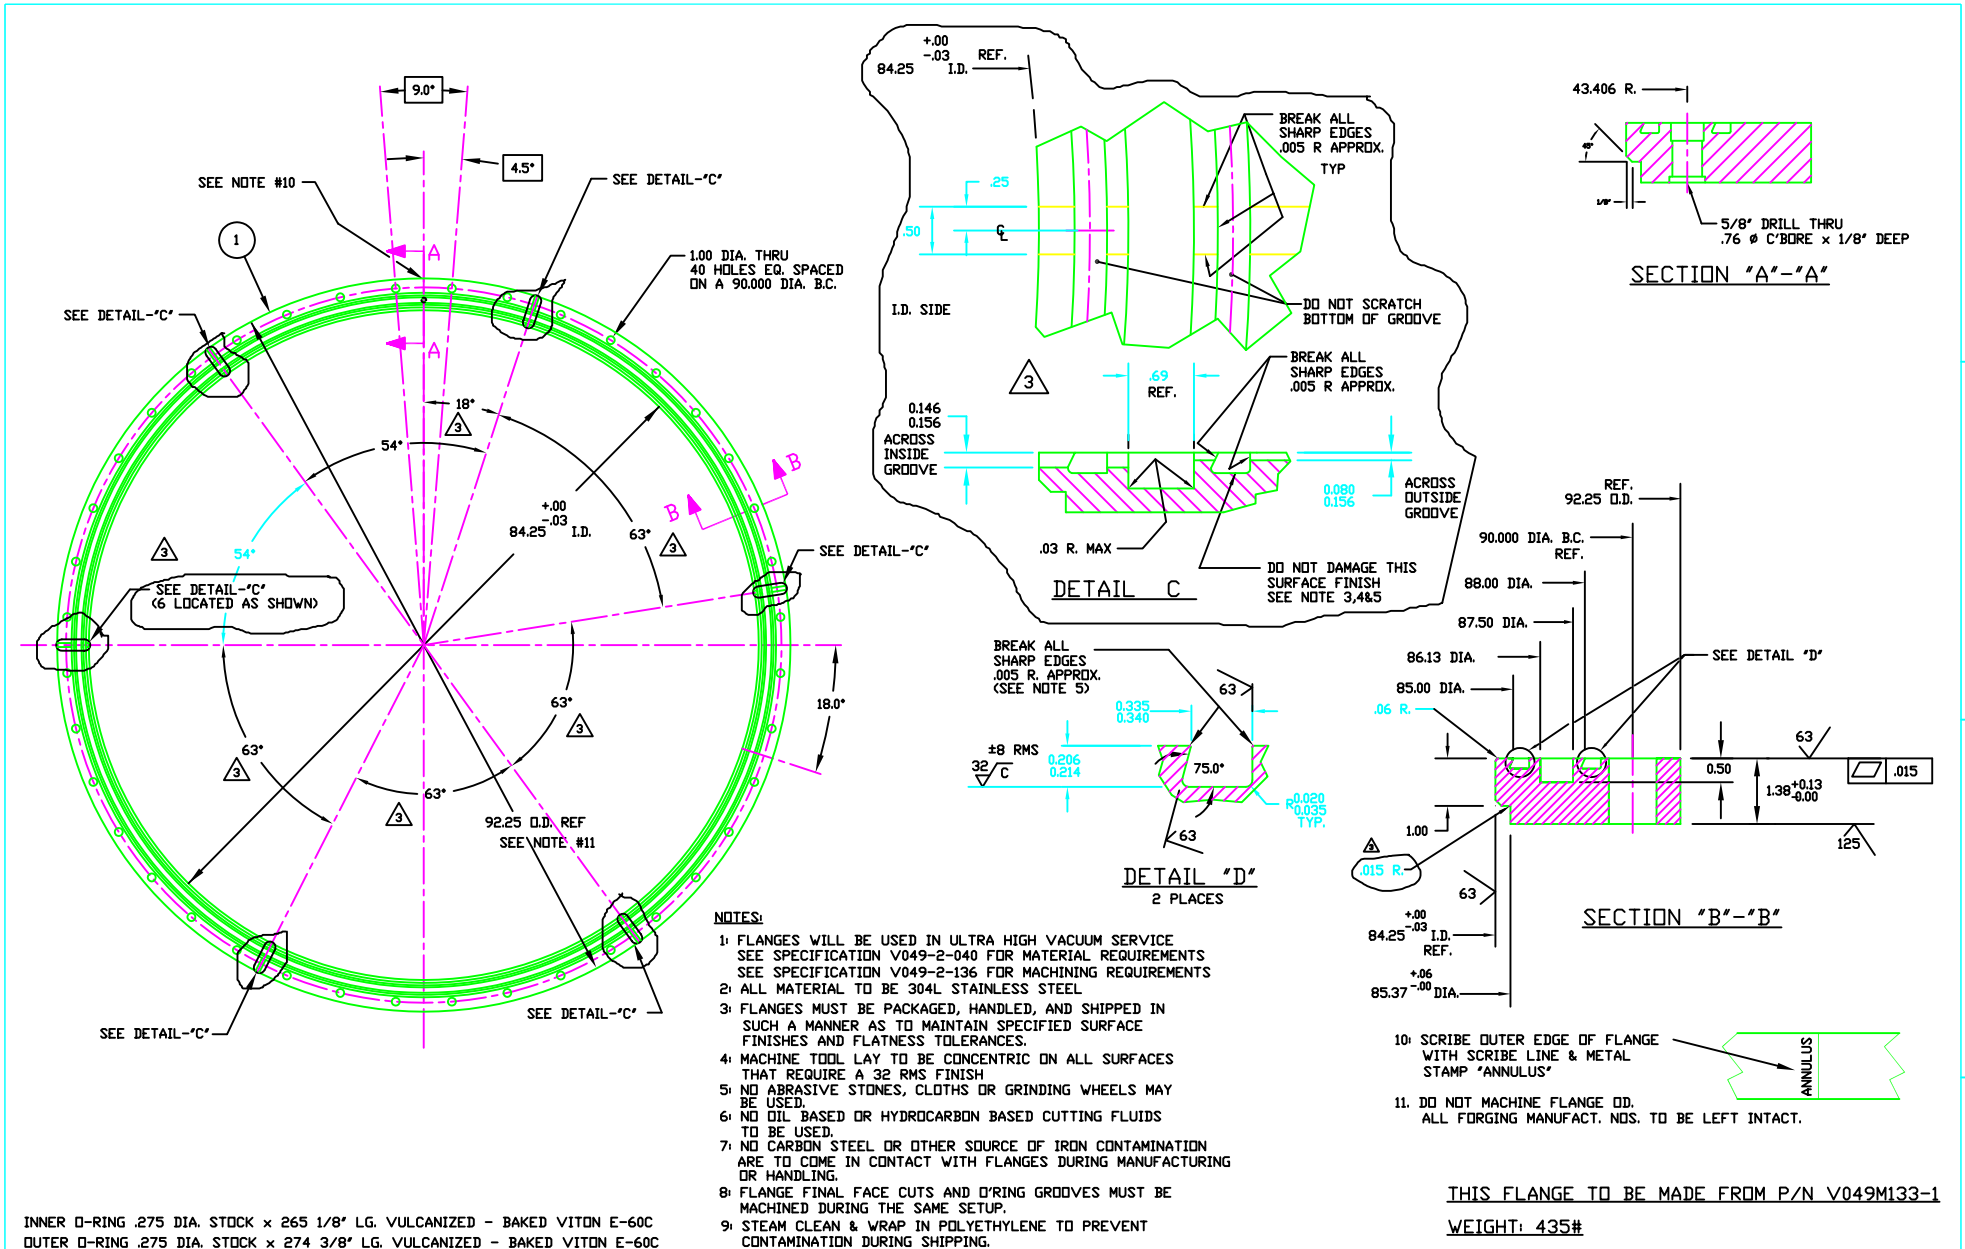 9.0°
4.5°
SEE NOTE #10
SEE DETAIL-"C"
1
A
1.00 DIA. THRU
40 HOLES EQ. SPACED
ON A 90.000 DIA. B.C.
SEE DETAIL-"C"
A
18°
3
54°
+.00
-.03
84.25 I.D.
B
B
63°
3
3
54°
SEE DETAIL-"C"
SEE DETAIL-"C"
(6 LOCATED AS SHOWN)
63°
3
18.0°
63°
3
63°
3
92.25 O.D. REF
SEE NOTE #11
SEE DETAIL-"C"
SEE DETAIL-"C"
INNER O-RING .275 DIA. STOCK x 265 1/8" LG. VULCANIZED - BAKED VITON E-60C
OUTER O-RING .275 DIA. STOCK x 274 3/8" LG. VULCANIZED - BAKED VITON E-60C
+.00
-.03 REF.
84.25 I.D.
BREAK ALL
SHARP EDGES
.005 R APPROX.
TYP
.25
.50
CL
I.D. SIDE
DO NOT SCRATCH
BOTTOM OF GROOVE
3
.69
REF.
BREAK ALL
SHARP EDGES
.005 R APPROX.
0.146
0.156
ACROSS
INSIDE
GROOVE
0.080
0.156
ACROSS
OUTSIDE
GROOVE
.03 R. MAX
DO NOT DAMAGE THIS
SURFACE FINISH
SEE NOTE 3,4&5
DETAIL C
BREAK ALL
SHARP EDGES
.005 R. APPROX.
(SEE NOTE 5)
63
0.335
0.340
±8 RMS
32
C
0.206
0.214
75.0°
R0.020
0.035
TYP.
63
DETAIL "D"
2 PLACES
43.406 R.
45°
1/8"
5/8" DRILL THRU
.76 ø C'BORE x 1/8" DEEP
SECTION "A"-"A"
REF.
92.25 O.D.
90.000 DIA. B.C.
REF.
88.00 DIA.
87.50 DIA.
86.13 DIA.
SEE DETAIL "D"
85.00 DIA.
.06 R.
63
0.50
.015
1.38 +0.13
-0.00
1.00
125
3
.015 R.
63
+.00
-.03
84.25 I.D.
REF.
+.06
-.00
85.37 DIA.
SECTION "B"-"B"
NOTES:
1: FLANGES WILL BE USED IN ULTRA HIGH VACUUM SERVICE
SEE SPECIFICATION V049-2-040 FOR MATERIAL REQUIREMENTS
SEE SPECIFICATION V049-2-136 FOR MACHINING REQUIREMENTS
2: ALL MATERIAL TO BE 304L STAINLESS STEEL
3: FLANGES MUST BE PACKAGED, HANDLED, AND SHIPPED IN
SUCH A MANNER AS TO MAINTAIN SPECIFIED SURFACE
FINISHES AND FLATNESS TOLERANCES.
4: MACHINE TOOL LAY TO BE CONCENTRIC ON ALL SURFACES
THAT REQUIRE A 32 RMS FINISH
5: NO ABRASIVE STONES, CLOTHS OR GRINDING WHEELS MAY
BE USED.
6: NO OIL BASED OR HYDROCARBON BASED CUTTING FLUIDS
TO BE USED.
7: NO CARBON STEEL OR OTHER SOURCE OF IRON CONTAMINATION
ARE TO COME IN CONTACT WITH FLANGES DURING MANUFACTURING
OR HANDLING.
8: FLANGE FINAL FACE CUTS AND O'RING GROOVES MUST BE
MACHINED DURING THE SAME SETUP.
9: STEAM CLEAN & WRAP IN POLYETHYLENE TO PREVENT
CONTAMINATION DURING SHIPPING.
10: SCRIBE OUTER EDGE OF FLANGE
WITH SCRIBE LINE & METAL
STAMP "ANNULUS"
ANNULUS
11. DO NOT MACHINE FLANGE OD.
ALL FORGING MANUFACT. NOS. TO BE LEFT INTACT.
THIS FLANGE TO BE MADE FROM P/N V049M133-1
WEIGHT: 435#